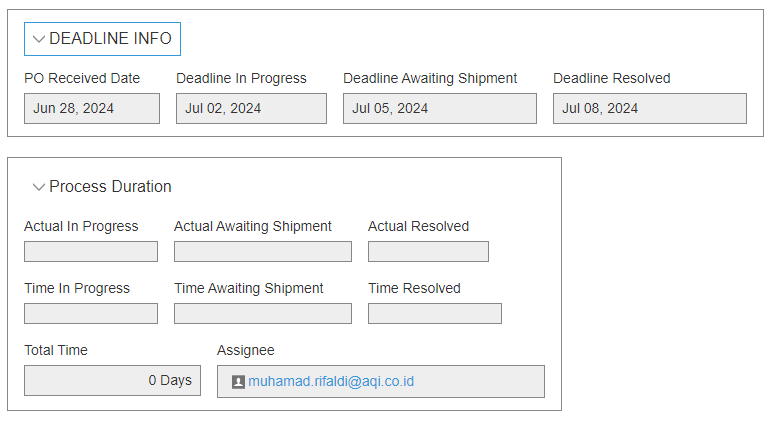 DEADLINE INFO
PO Received Date Deadline In Progress Deadline Awaiting Shipment Deadline Resolved
Jun 28, 2024 Jul 02, 2024 Jul 05, 2024 Jul 08, 2024
Process Duration
Actual In Progress Actual Awaiting Shipment Actual Resolved
Time In Progress Time Awaiting Shipment Time Resolved
Total Time Assignee
0 Days muhamad.rifaldi@aqi.co.id